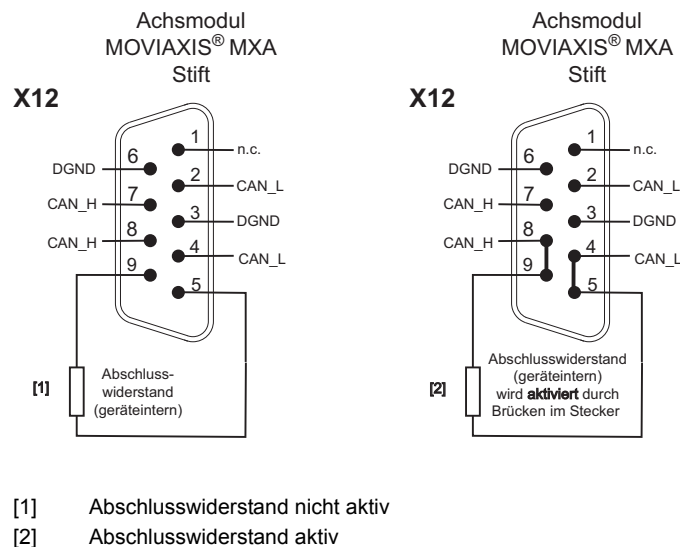 Achsmodul
MOVIAXIS® MXA
Stift
X12
1
n.c.
6
DGND
2
CAN_L
7
CAN_H
3
DGND
8
CAN_H
4
CAN_L
9
5
[1]
Abschluss-
widerstand
(geräteintern)
Achsmodul
MOVIAXIS® MXA
Stift
X12
1
n.c.
6
DGND
2
CAN_L
7
CAN_H
3
DGND
8
CAN_H
4
CAN_L
9
5
[2]
Abschlusswiderstand
(geräteintern)
wird aktiviert durch
Brücken im Stecker
[1] Abschlusswiderstand nicht aktiv
[2] Abschlusswiderstand aktiv